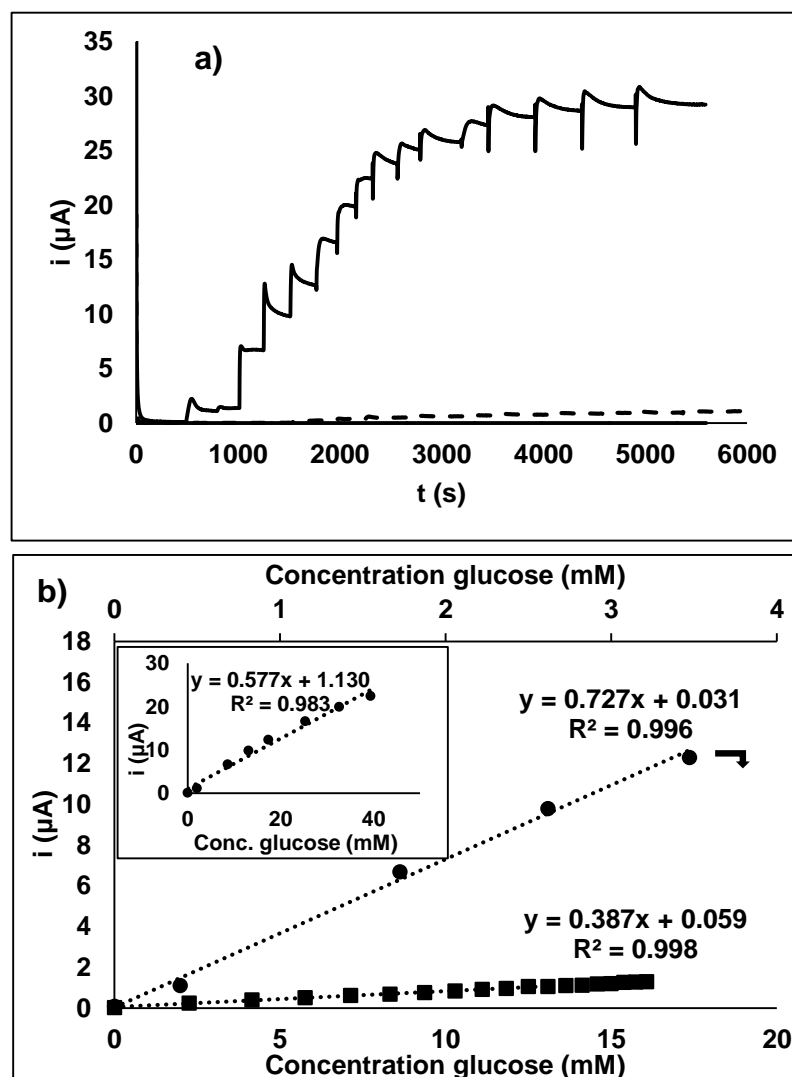 a)
35
30
25
20
15
10
5
0
i (µA)
0 1000 2000 3000 4000 5000 6000
t (s)
b)
Concentration glucose (mM)
0 1 2 3 4
18
16
14
12
10
8
6
4
2
0
i (µA)
30
20
10
0
i (µA)
y = 0.577x + 1.130
R² = 0.983
0 20 40
Conc. glucose (mM)
y = 0.727x + 0.031
R² = 0.996
y = 0.387x + 0.059
R² = 0.998
0 5 10 15 20
Concentration glucose (mM)